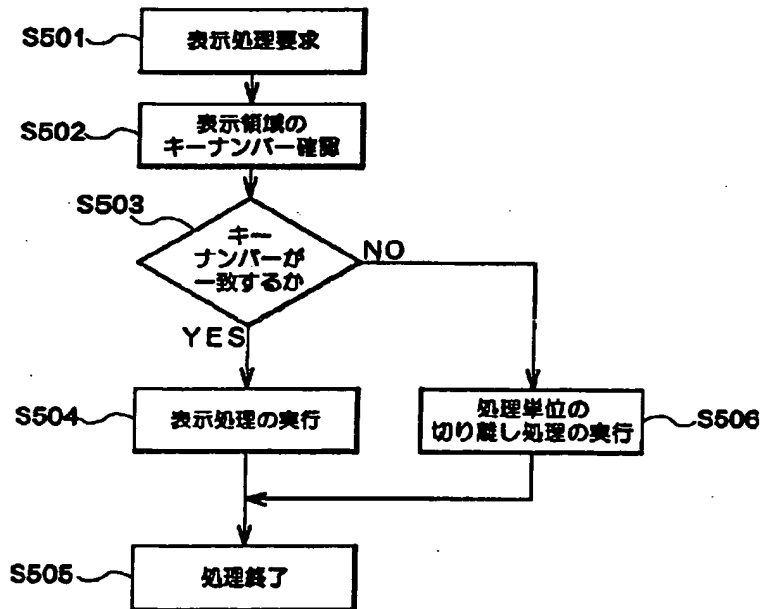 S501
表示処理要求
S502
表示領域の
キーナンバー確認
S503
キー
ナンバーが
一致するか
NO
YES
S504
表示処理の実行
処理単位の
切り離し処理の実行
S506
S505
処理終了